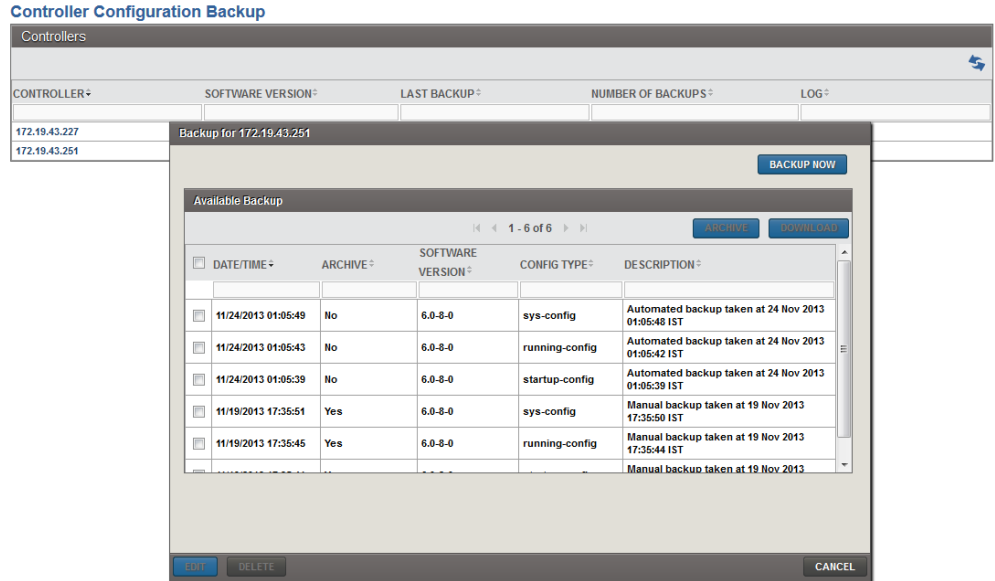 Controller Configuration Backup
Controllers
CONTROLLER SOFTWARE VERSION LAST BACKUP NUMBER OF BACKUPS LOG
172.19.43.227
172.19.43.251
Backup for 172.19.43.251
BACKUP NOW
Available Backup
1 - 6 of 6 ARCHIVE DOWNLOAD
DATE/TIME ARCHIVE SOFTWARE VERSION CONFIG TYPE DESCRIPTION
11/24/2013 01:05:49 No 6.0-8-0 sys-config Automated backup taken at 24 Nov 2013
01:05:48 IST
11/24/2013 01:05:43 No 6.0-8-0 running-config Automated backup taken at 24 Nov 2013
01:05:42 IST
11/24/2013 01:05:39 No 6.0-8-0 startup-config Automated backup taken at 24 Nov 2013
01:05:39 IST
11/19/2013 17:35:51 Yes 6.0-8-0 sys-config Manual backup taken at 19 Nov 2013
17:35:50 IST
11/19/2013 17:35:45 Yes 6.0-8-0 running-config Manual backup taken at 19 Nov 2013
17:35:44 IST
Manual backup taken at 19 Nov 2013
EDIT DELETE CANCEL